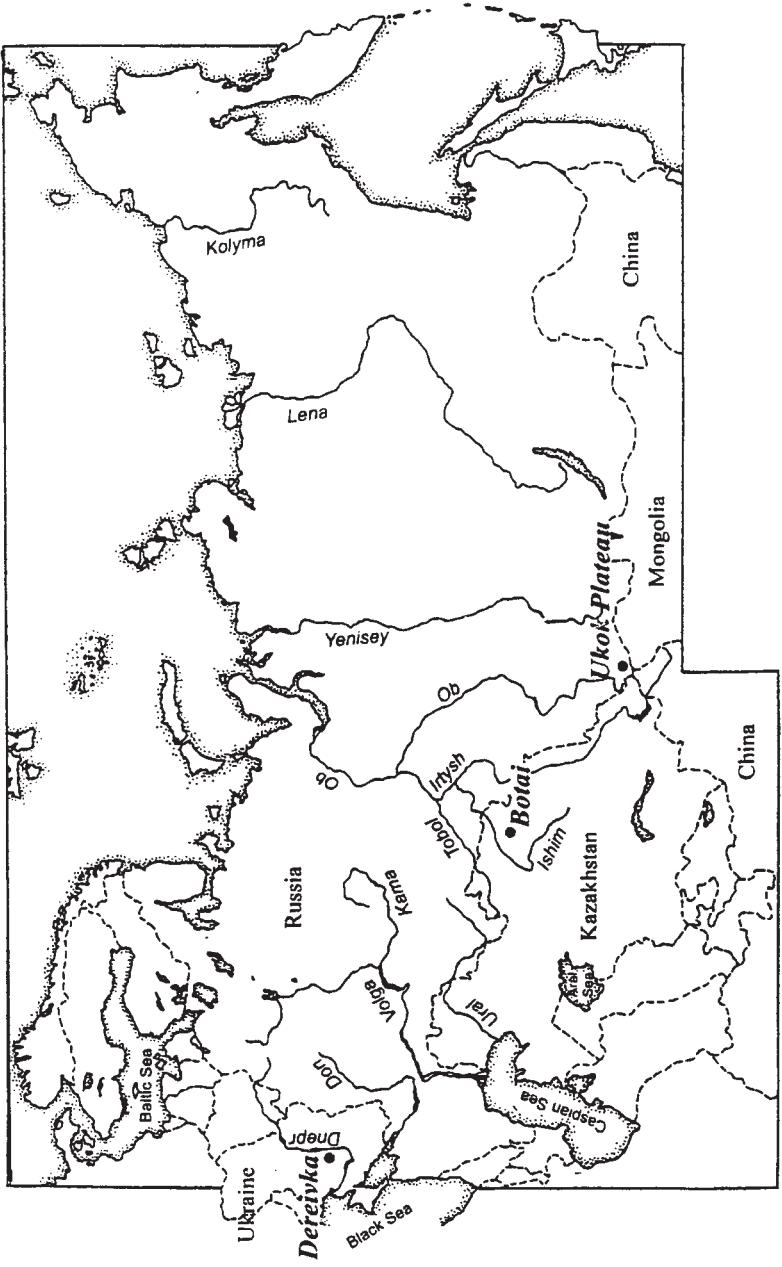 Kolyma
Lena
Yenisey
Ob
Ob
Irtysh
Tobol
Ishim
Kama
Volga
Ural
Don
Dnepr
Baltic Sea
Black Sea
Caspian Sea
Aral
Sea
Russia
Ukraine
Kazakhstan
China
Mongolia
China
Dereivka
Botai
Ukok Plateau